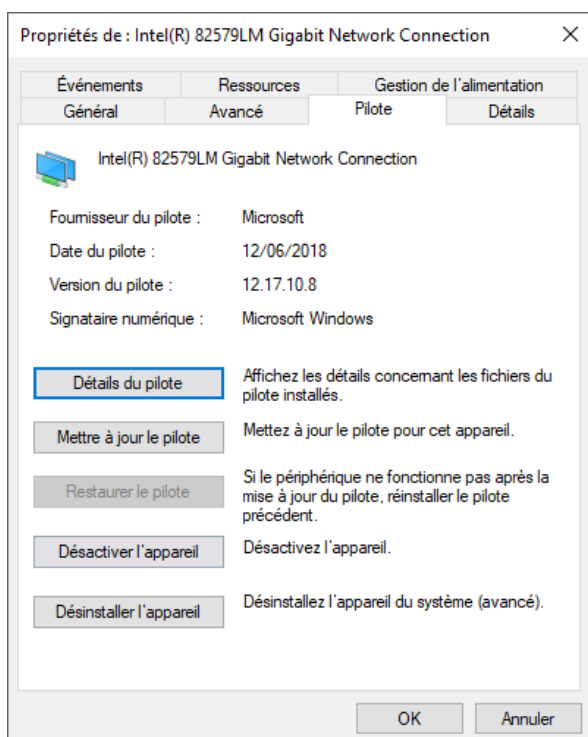 Propriétés de : Intel(R) 82579LM Gigabit Network Connection
Événements Ressources Gestion de l'alimentation
Général Avancé Pilote Détails
Intel(R) 82579LM Gigabit Network Connection
Fournisseur du pilote : Microsoft
Date du pilote : 12/06/2018
Version du pilote : 12.17.10.8
Signataire numérique : Microsoft Windows
Détails du pilote
Affichez les détails concernant les fichiers du
pilote installés.
Mettre à jour le pilote
Mettez à jour le pilote pour cet appareil.
Restaurer le pilote
Si le périphérique ne fonctionne pas après la
mise à jour du pilote, réinstaller le pilote
précédent.
Désactiver l'appareil
Désactivez l'appareil.
Désinstaller l'appareil
Désinstallez l'appareil du système (avancé).
OK Annuler